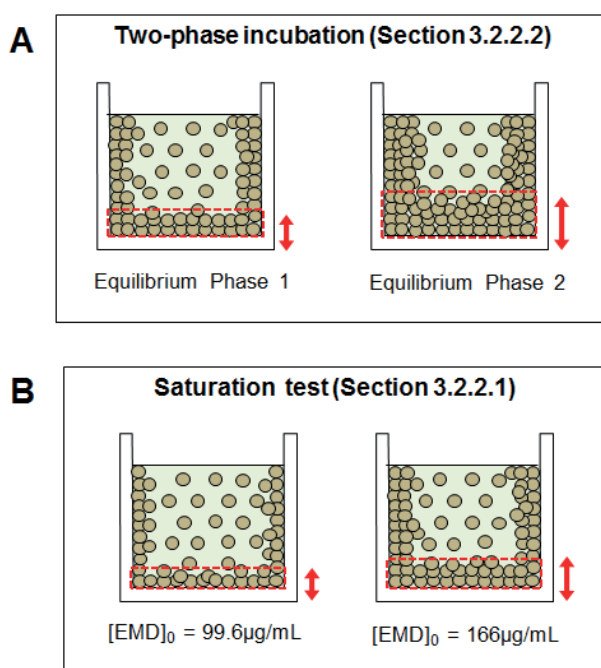 A
Two-phase incubation (Section 3.2.2.2)
Equilibrium Phase 1
Equilibrium Phase 2
B
Saturation test (Section 3.2.2.1)
[EMD]₀ = 99.6µg/mL
[EMD]₀ = 166µg/mL